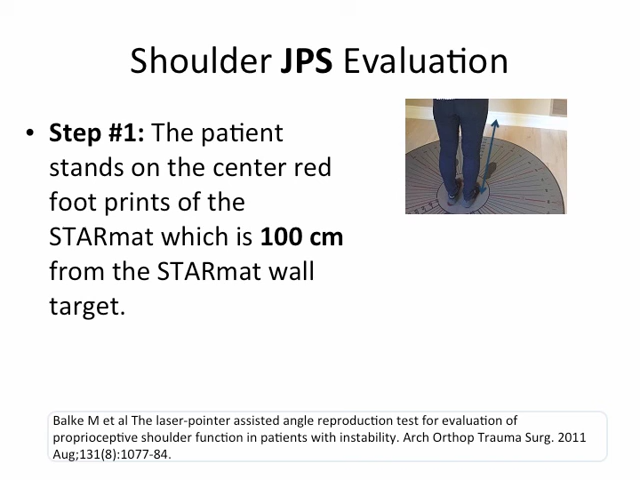 Shoulder JPS Evaluation
• Step #1: The patient
stands on the center red
foot prints of the
STARmat which is 100 cm
from the STARmat wall
target.
Balke M et al The laser-pointer assisted angle reproduction test for evaluation of
proprioceptive shoulder function in patients with instability. Arch Orthop Trauma Surg. 2011
Aug;131(8):1077-84.